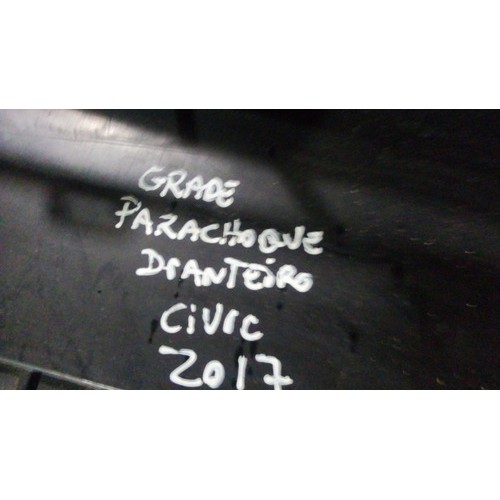 GRADE
PARACHOQUE
DIANTEIRO
CIVIC
2017